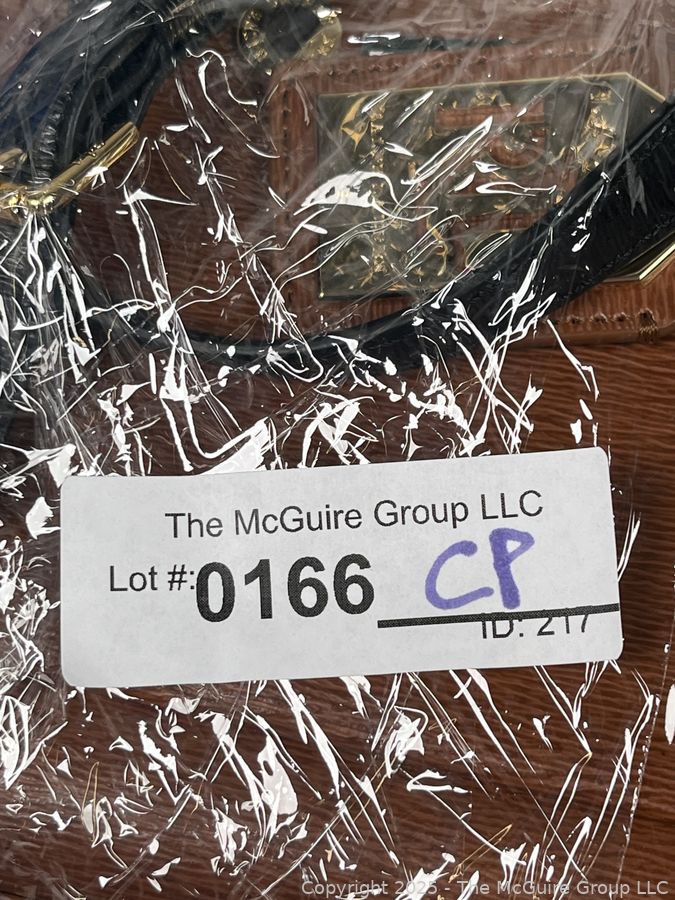 The McGuire Group LLC
Lot #:0166 CP
ID: 217
Copyright 2025 - The McGuire Group LLC